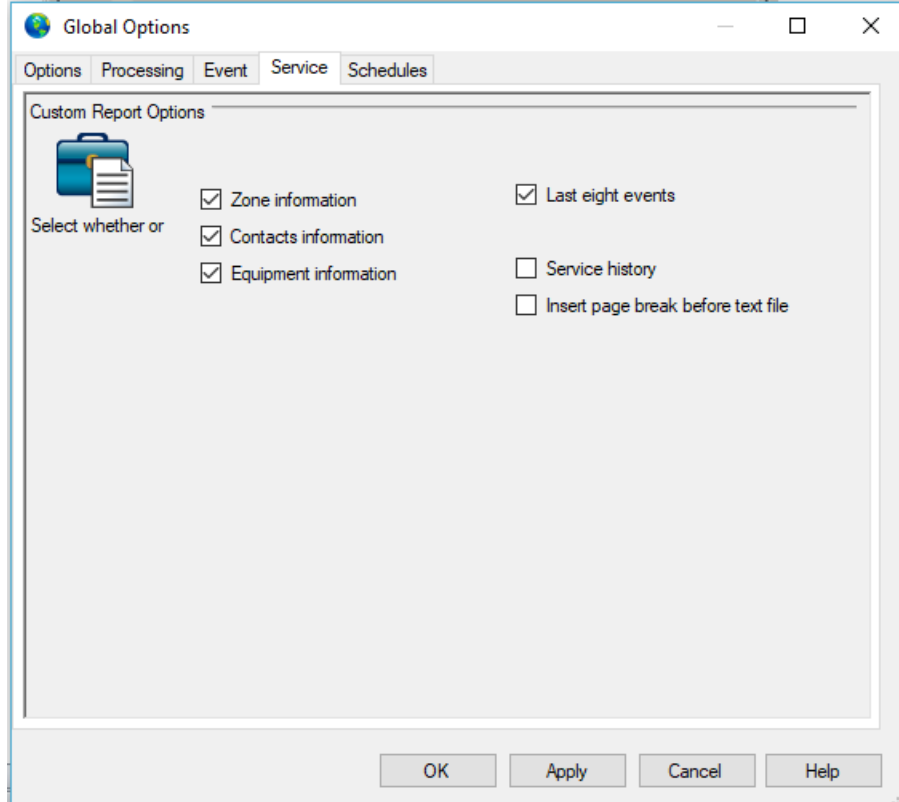 Global Options
Options Processing Event Service Schedules
Custom Report Options
Select whether or
Zone information
Contacts information
Equipment information
Last eight events
Service history
Insert page break before text file
OK Apply Cancel Help